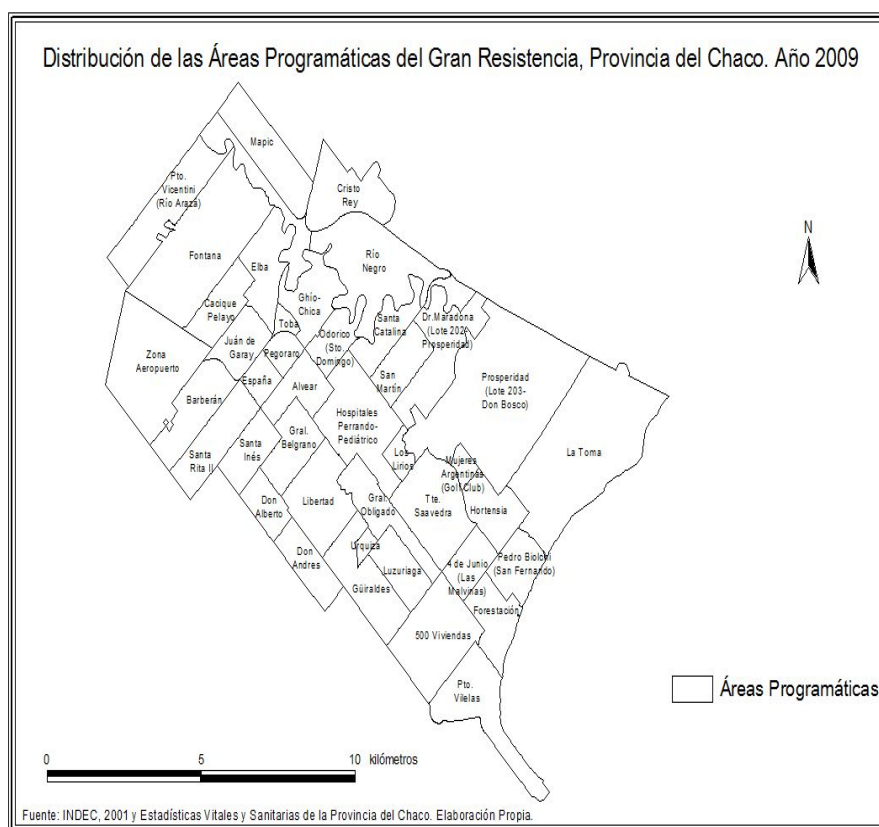 Distribución de las Áreas Programáticas del Gran Resistencia, Provincia del Chaco. Año 2009
Mapic
Pto.
Vicentini
(Río Arazá)
Cristo
Rey
N
Fontana
Elba
Río
Negro
Cacique
Pelayo
Ghío-
Chica
Toba
Santa
Catalina
Dr.Maradona
(Lote 202-
Prosperidad)
Odorico
(Sto.
Domingo)
Juán de
Garay
Pegoraro
Zona
Aeropuerto
España
Alvear
San
Martín
Prosperidad
(Lote 203-
Don Bosco)
Barberán
Hospitales
Perrando-
Pediátrico
Gral.
Belgrano
Santa
Inés
Santa
Rita II
Los
Lirios
La Toma
Mujeres
Argentinas
(Golf Club)
Tte.
Saavedra
Hortensia
Don
Alberto
Libertad
Gral.
Obligado
Don
Andres
Urquiza
Luzuriaga
4 de Junio
(Las
Malvinas)
Pedro Biolchi
(San Fernando)
Güiraldes
Forestación
500 Viviendas
Pto.
Vilelas
Áreas Programáticas
0 5 10 kilómetros
Fuente: INDEC, 2001 y Estadísticas Vitales y Sanitarias de la Provincia del Chaco. Elaboración Propia.